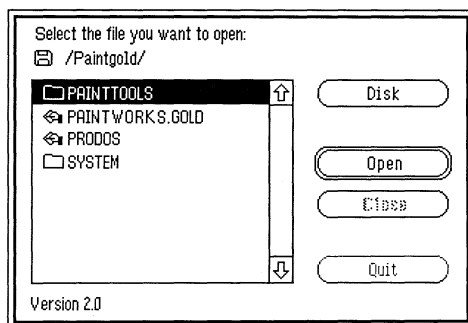 Select the file you want to open:
/Paintgold/
PAINTTOOLS
PAINTWORKS.GOLD
PRODOS
SYSTEM
Disk
Open
Close
Quit
Version 2.0